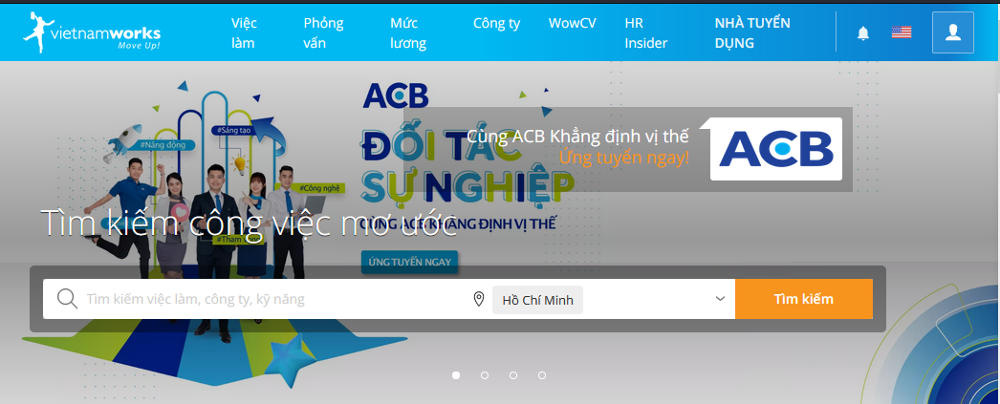 vietnamworks
Move Up!
Việc làm
Phỏng vấn
Mức lương
Công ty
WowCV
HR Insider
NHÀ TUYỂN DỤNG
ACB
#Sáng tạo
#Năng động
#Công nghệ
ĐỐI TÁC
SỰ NGHIỆP
CÙNG ACB KHẲNG ĐỊNH VỊ THẾ
ỨNG TUYỂN NGAY
Cùng ACB Khẳng định vị thế
Ứng tuyển ngay!
ACB
Tìm kiếm công việc mơ ước
Tìm kiếm việc làm, công ty, kỹ năng
Hồ Chí Minh
Tìm kiếm